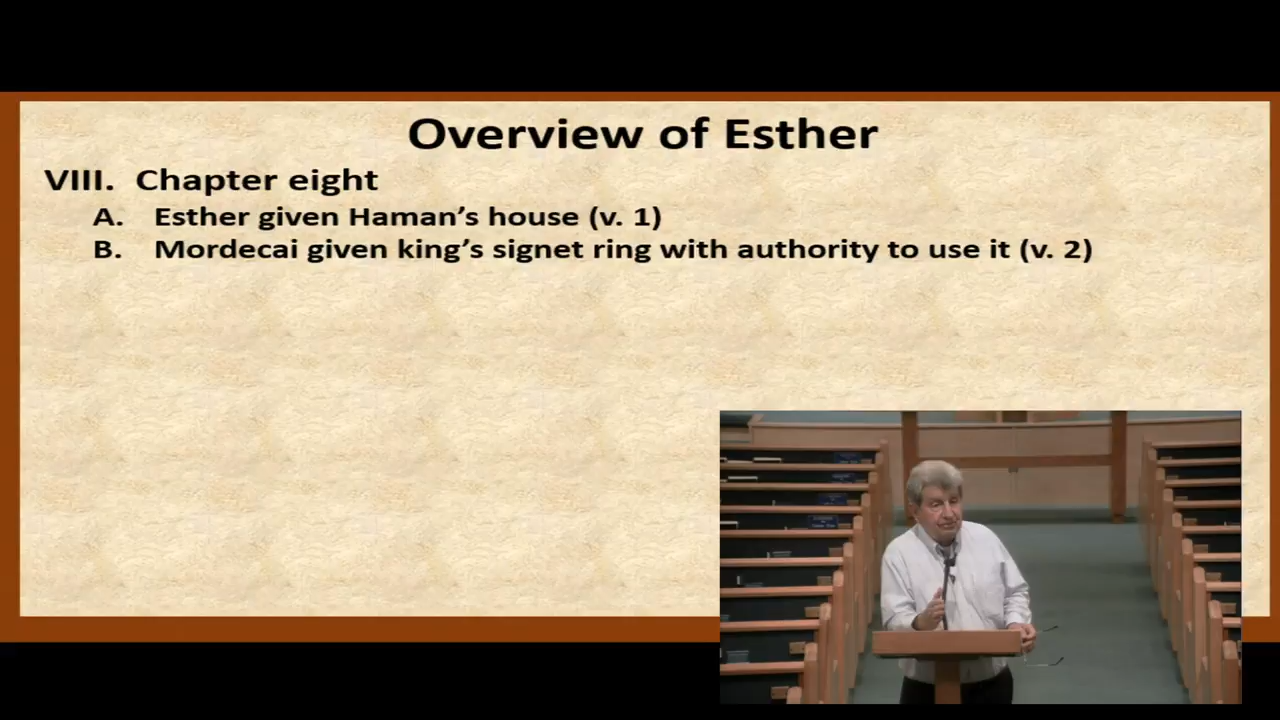 Overview of Esther
VIII. Chapter eight
A. Esther given Haman's house (v. 1)
B. Mordecai given king's signet ring with authority to use it (v. 2)